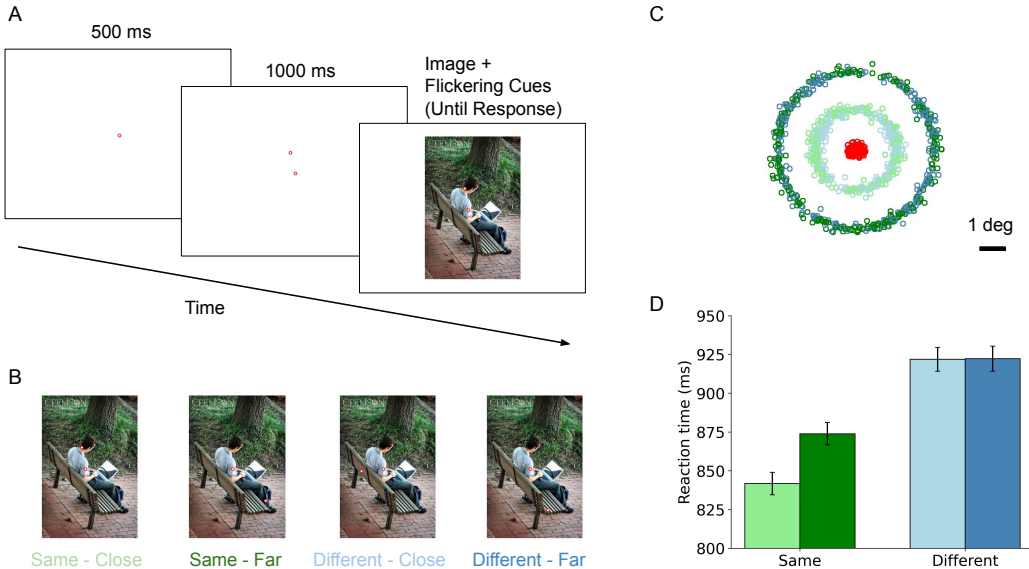 A
500 ms
1000 ms
Image +
Flickering Cues
(Until Response)
Time
B
Same - Close
Same - Far
Different - Close
Different - Far
C
1 deg
D
Reaction time (ms)
950
925
900
875
850
825
800
Same
Different